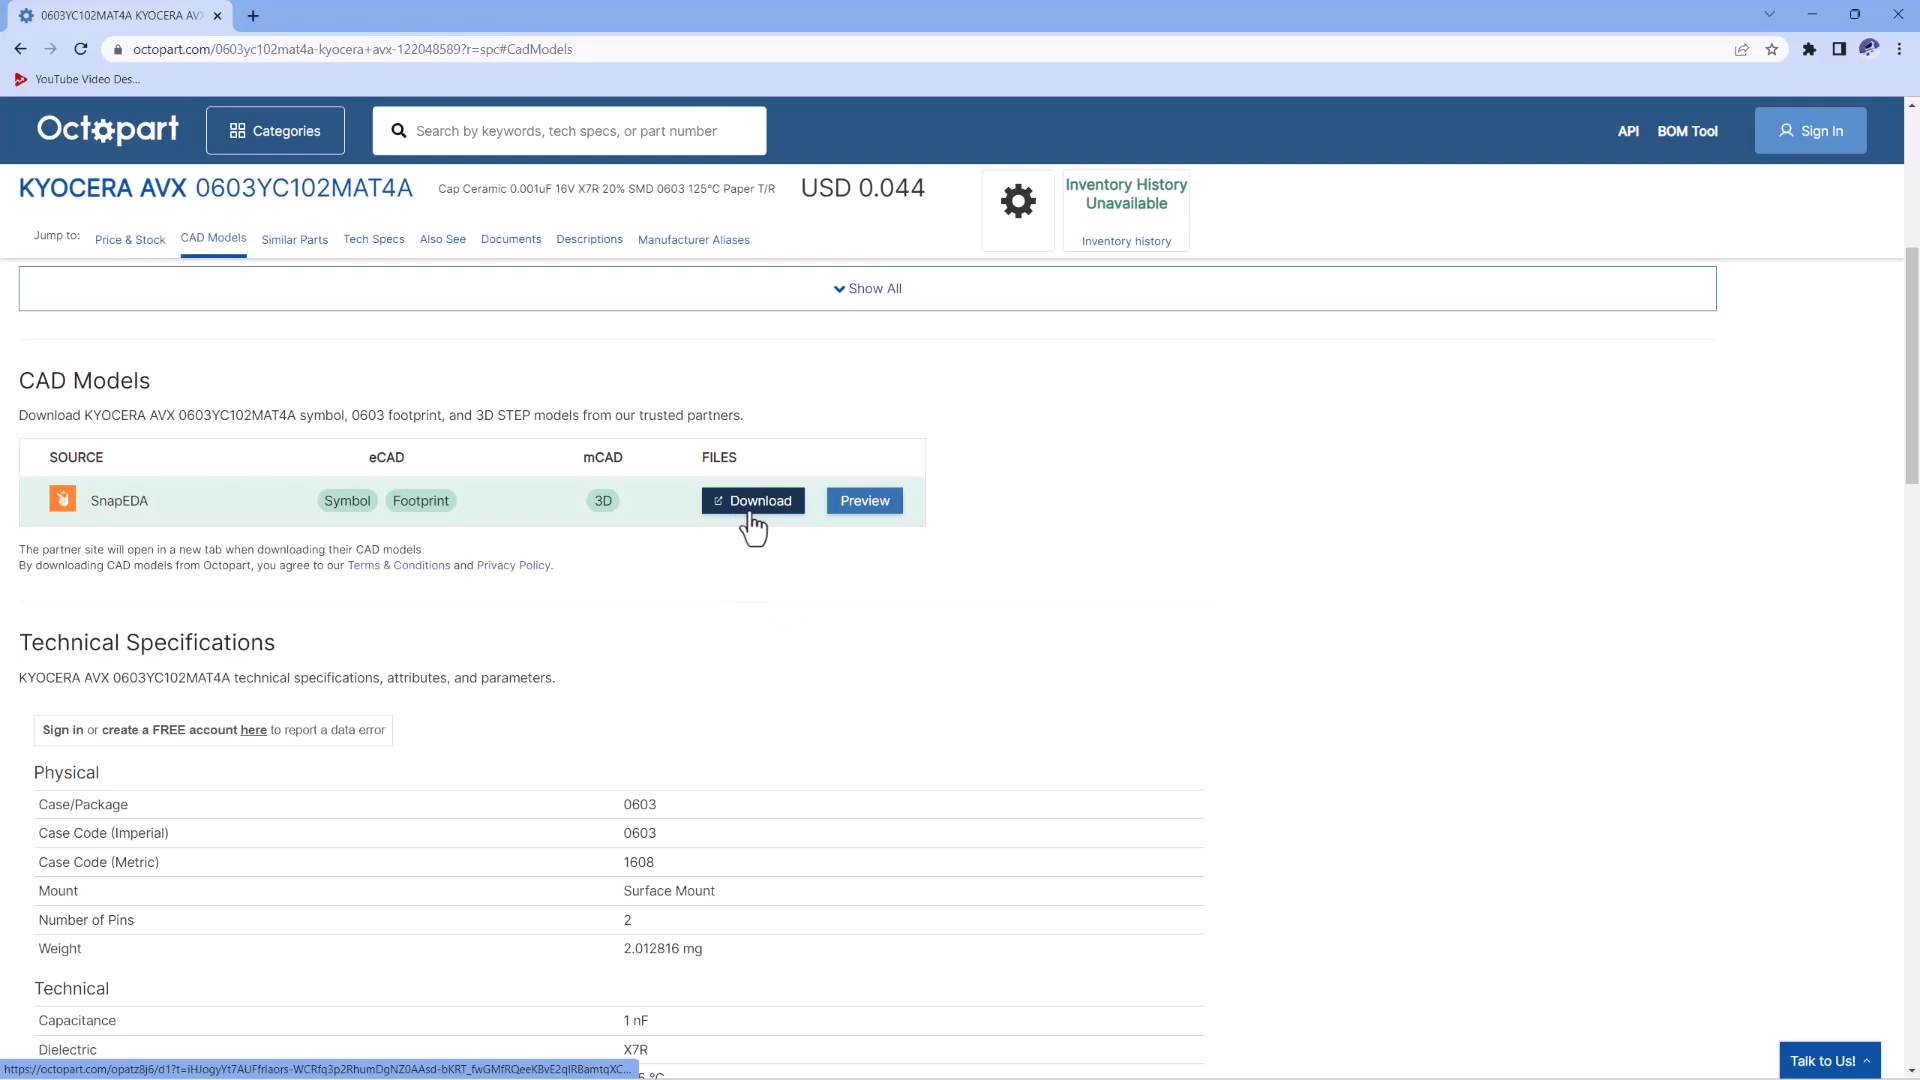 0603YC102MAT4A KYOCERA AV
octopart.com/0603yc102mat4a-kyocera+avx-122048589?r=spc#CadModels
YouTube Video Des...
Octopart
Categories
Search by keywords, tech specs, or part number
API
BOM Tool
Sign In
KYOCERA AVX 0603YC102MAT4A
Cap Ceramic 0.001uF 16V X7R 20% SMD 0603 125°C Paper T/R
USD 0.044
Inventory History
Unavailable
Inventory history
Jump to:
Price & Stock
CAD Models
Similar Parts
Tech Specs
Also See
Documents
Descriptions
Manufacturer Aliases
Show All
CAD Models
Download KYOCERA AVX 0603YC102MAT4A symbol, 0603 footprint, and 3D STEP models from our trusted partners.
SOURCE eCAD mCAD FILES
SnapEDA Symbol Footprint 3D Download Preview
The partner site will open in a new tab when downloading their CAD models
By downloading CAD models from Octopart, you agree to our Terms & Conditions and Privacy Policy.
Technical Specifications
KYOCERA AVX 0603YC102MAT4A technical specifications, attributes, and parameters.
Sign in or create a FREE account here to report a data error
Physical
Case/Package 0603
Case Code (Imperial) 0603
Case Code (Metric) 1608
Mount Surface Mount
Number of Pins 2
Weight 2.012816 mg
Technical
Capacitance 1 nF
Dielectric X7R
Talk to Us!